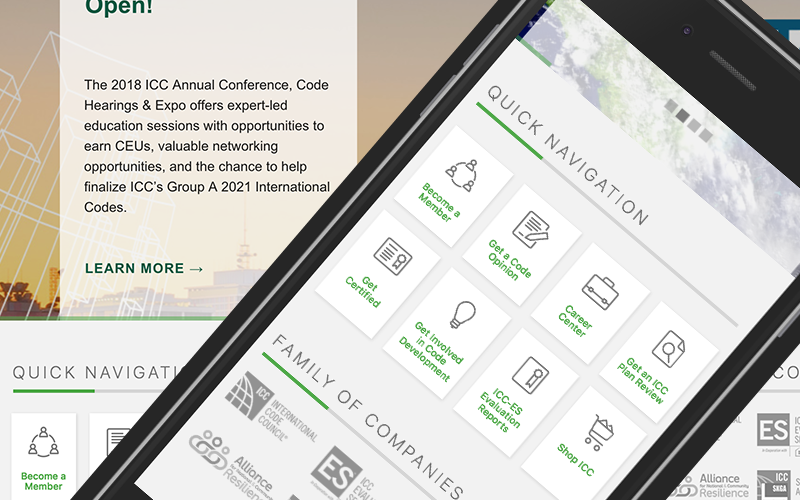 Open!
The 2018 ICC Annual Conference, Code
Hearings & Expo offers expert-led
education sessions with opportunities to
earn CEUs, valuable networking
opportunities, and the chance to help
finalize ICC's Group A 2021 International
Codes.
LEARN MORE →
QUICK NAVIGATI
Become a
Member
QUICK NAVIGATION
Become a
Member
Get a Code
Opinion
Career
Center
Get an ICC
Plan Review
Get
Certified
Get Involved
in Code
Development
ICC-ES
Evaluation
Reports
Shop ICC
FAMILY OF COMPANIES
ICC
INTERNATIONAL
CODE
COUNCIL
Alliance
Resilience
ES
ICC
CO
ES
Alliance
for National & Community
Resilience
ICC